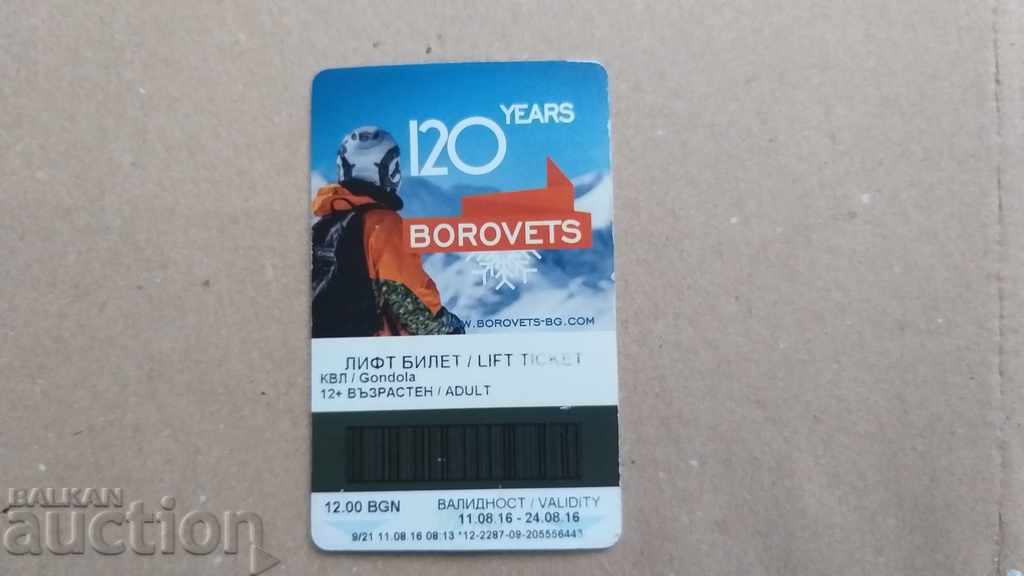 120 YEARS
BOROVETS
WWW.BOROVETS-BG.COM
ЛИФТ БИЛЕТ / LIFT TICKET
КВЛ / Gondola
12+ ВЪЗРАСТЕН / ADULT
12.00 BGN
ВАЛИДНОСТ / VALIDITY
11.08.16 - 24.08.16
9/21 11.08.16 08:13 *12-2287-09-205556443
BALKAN
auction